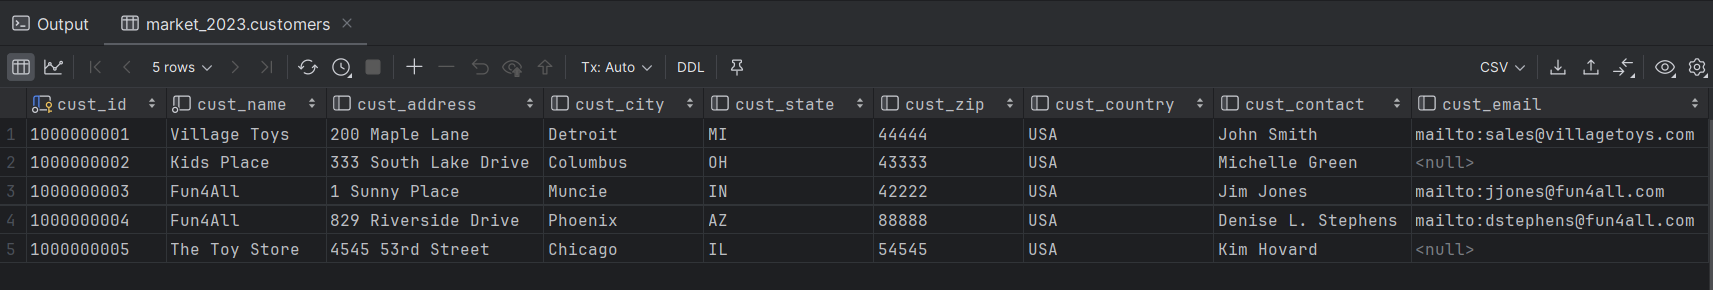 Output market_2023.customers
5 rows Tx: Auto DDL CSV
cust_id cust_name cust_address cust_city cust_state cust_zip cust_country cust_contact cust_email
1 1000000001 Village Toys 200 Maple Lane Detroit MI 44444 USA John Smith mailto:sales@villagetoys.com
2 1000000002 Kids Place 333 South Lake Drive Columbus OH 43333 USA Michelle Green <null>
3 1000000003 Fun4All 1 Sunny Place Muncie IN 42222 USA Jim Jones mailto:jjones@fun4all.com
4 1000000004 Fun4All 829 Riverside Drive Phoenix AZ 88888 USA Denise L. Stephens mailto:dstephens@fun4all.com
5 1000000005 The Toy Store 4545 53rd Street Chicago IL 54545 USA Kim Hovard <null>